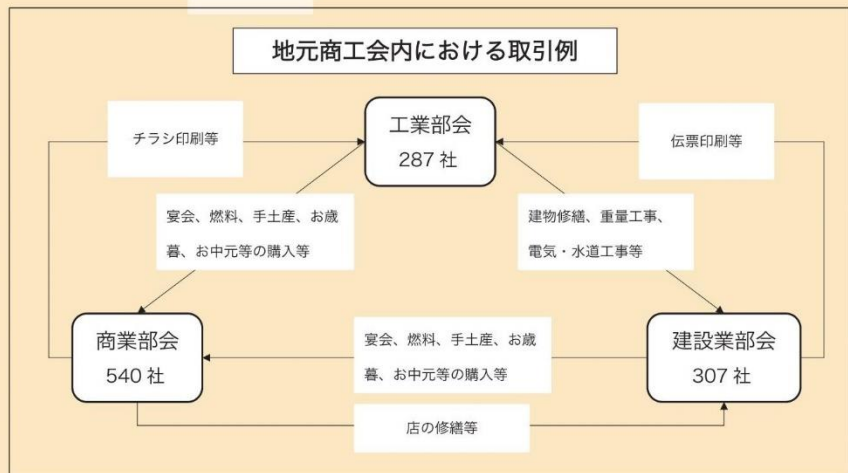 地元商工会内における取引例
工業部会
287 社
チラシ印刷等
伝票印刷等
宴会、燃料、手土産、お歳
暮、お中元等の購入等
建物修繕、重量工事、
電気・水道工事等
商業部会
540 社
宴会、燃料、手土産、お歳
暮、お中元等の購入等
建設業部会
307 社
店の修繕等